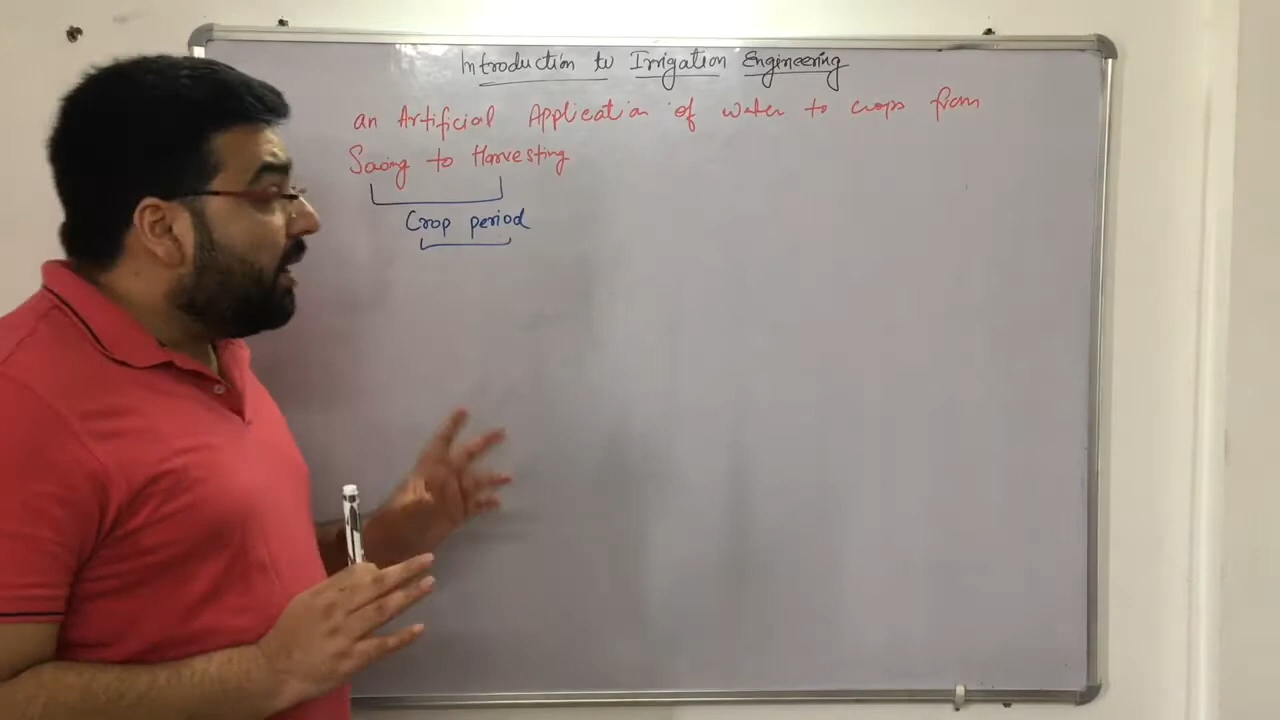 Introduction to Irrigation Engineering
an Artificial Application of water to crops from
Sowing to Harvesting
Crop period